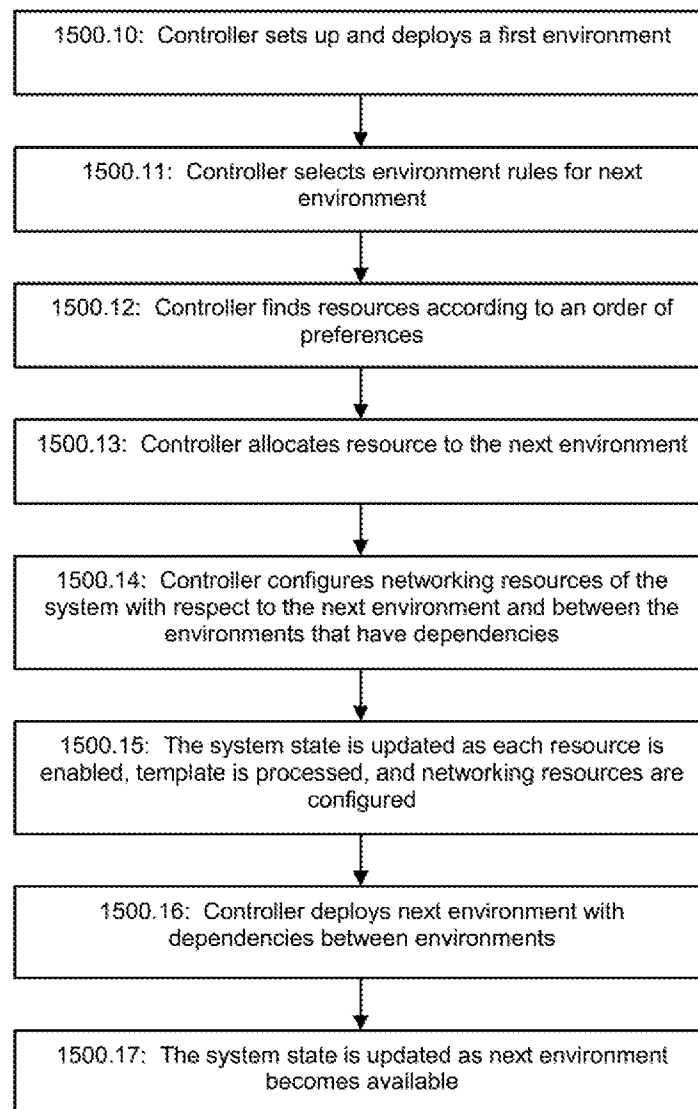 1500.10: Controller sets up and deploys a first environment
1500.11: Controller selects environment rules for next
environment
1500.12: Controller finds resources according to an order of
preferences
1500.13: Controller allocates resource to the next environment
1500.14: Controller configures networking resources of the
system with respect to the next environment and between the
environments that have dependencies
1500.15: The system state is updated as each resource is
enabled, template is processed, and networking resources are
configured
1500.16: Controller deploys next environment with
dependencies between environments
1500.17: The system state is updated as next environment
becomes available